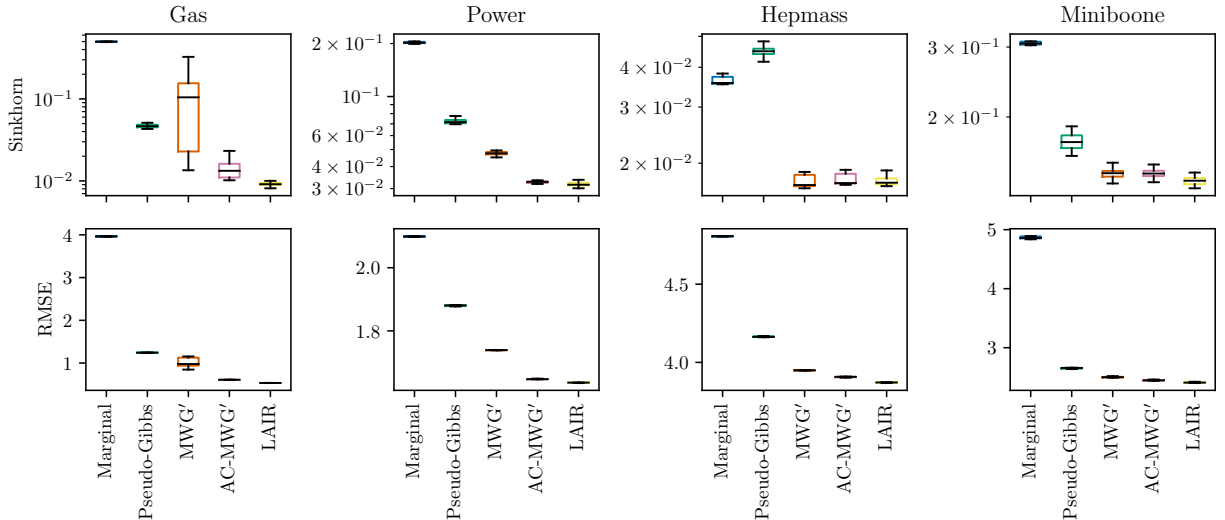 Gas Power Hepmass Miniboone
Sinkhorn
10⁻¹
10⁻²
2 × 10⁻¹
10⁻¹
6 × 10⁻²
4 × 10⁻²
3 × 10⁻²
4 × 10⁻²
3 × 10⁻²
2 × 10⁻²
3 × 10⁻¹
2 × 10⁻¹
RMSE
4
3
2
1
2.0
1.8
4.5
4.0
5
4
3
Marginal
Pseudo-Gibbs
MWG′
AC-MWG′
LAIR
Marginal
Pseudo-Gibbs
MWG′
AC-MWG′
LAIR
Marginal
Pseudo-Gibbs
MWG′
AC-MWG′
LAIR
Marginal
Pseudo-Gibbs
MWG′
AC-MWG′
LAIR